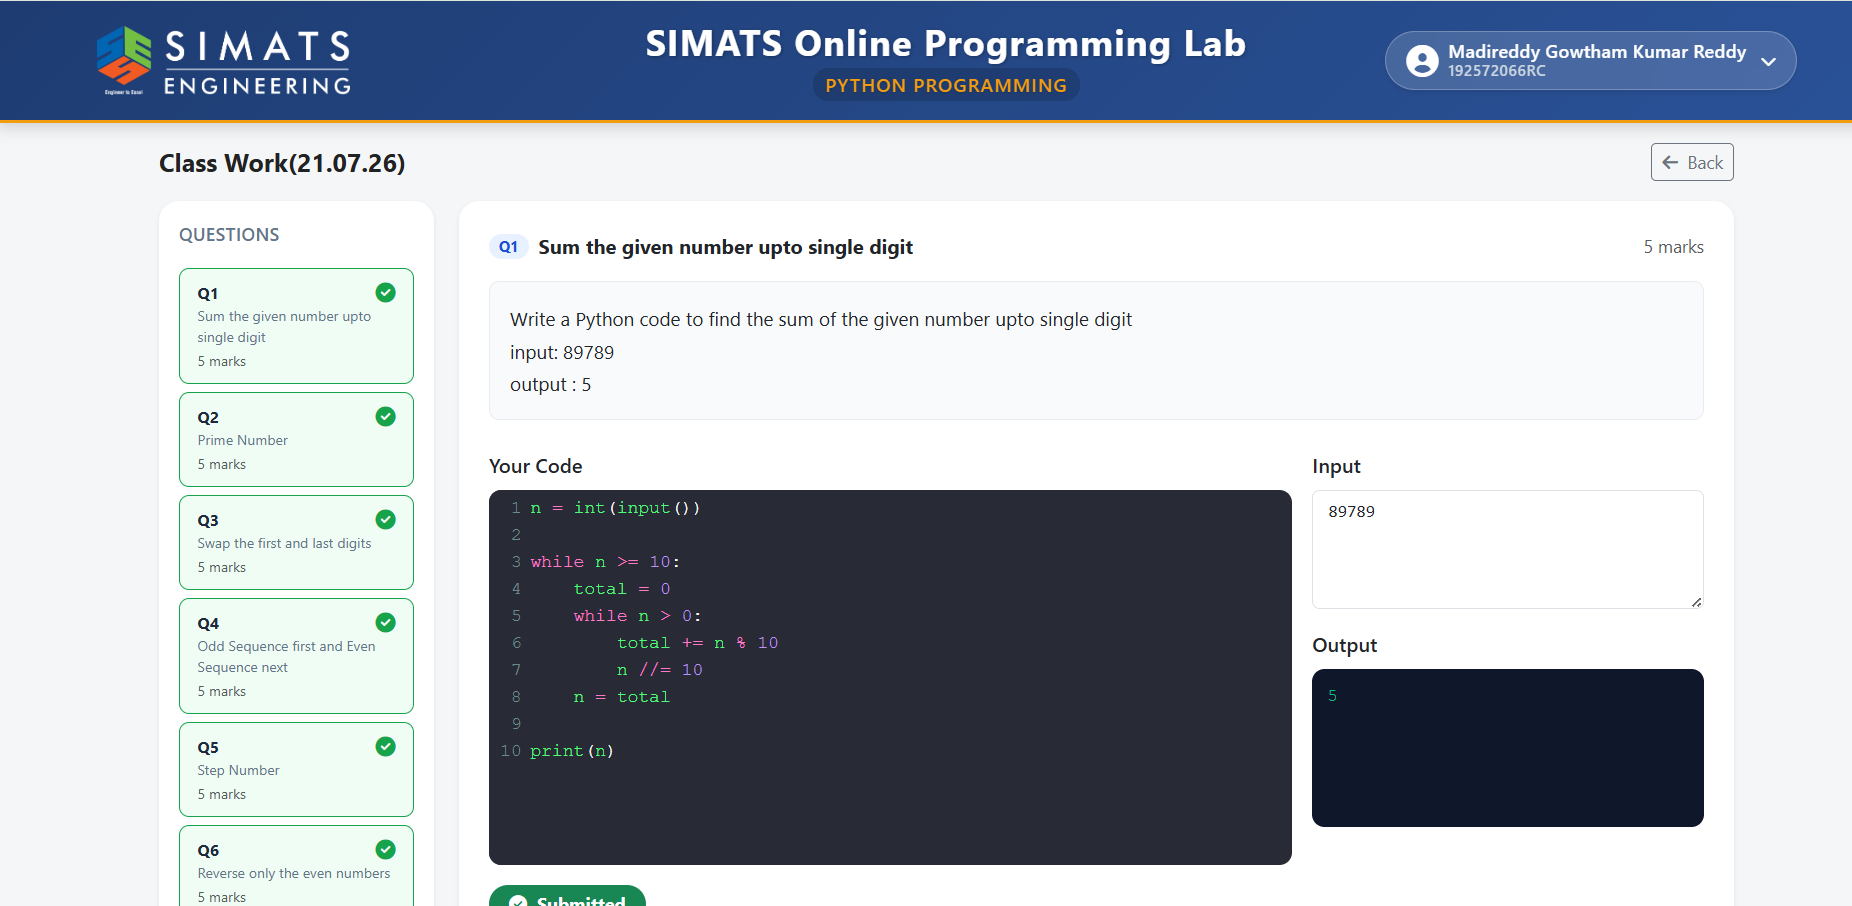 SIMATS
ENGINEERING
Engineer to Excel
SIMATS Online Programming Lab
PYTHON PROGRAMMING
Madireddy Gowtham Kumar Reddy
192572066RC
Class Work(21.07.26)
Back
QUESTIONS
Q1
Sum the given number upto
single digit
5 marks
Q2
Prime Number
5 marks
Q3
Swap the first and last digits
5 marks
Q4
Odd Sequence first and Even
Sequence next
5 marks
Q5
Step Number
5 marks
Q6
Reverse only the even numbers
5 marks
Q1 Sum the given number upto single digit
5 marks
Write a Python code to find the sum of the given number upto single digit
input: 89789
output : 5
Your Code
1 n = int(input())
2
3 while n >= 10:
4     total = 0
5     while n > 0:
6         total += n % 10
7         n //= 10
8     n = total
9
10 print(n)
Submitted
Input
89789
Output
5